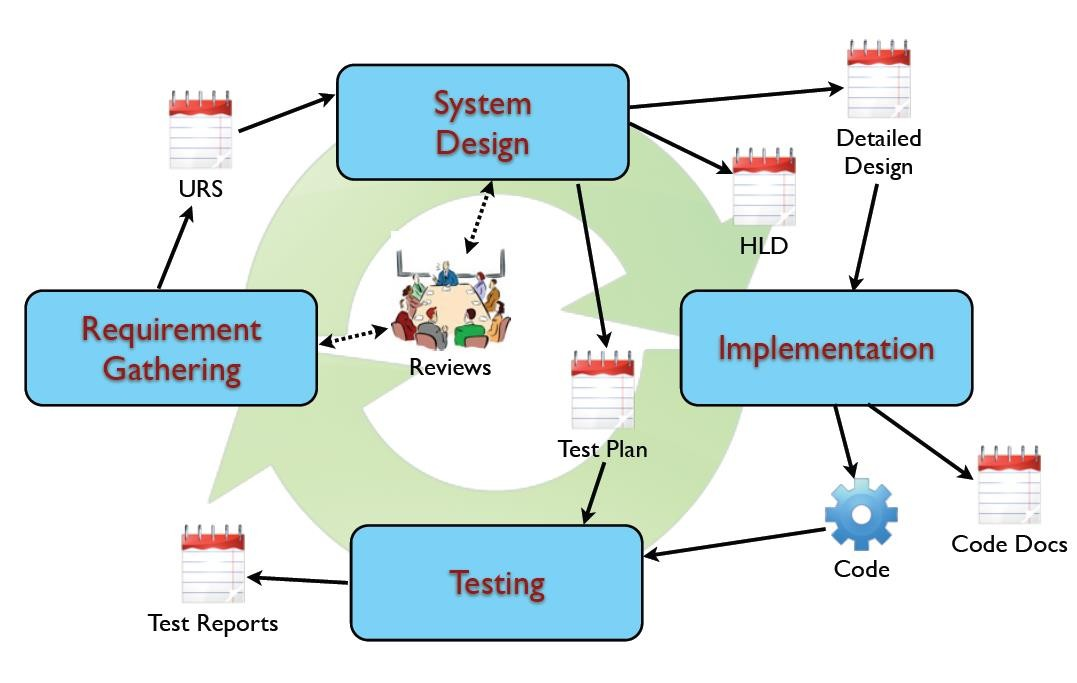 System
Design
Detailed
Design
URS
HLD
Requirement
Gathering
Reviews
Implementation
Test Plan
Code Docs
Code
Testing
Test Reports